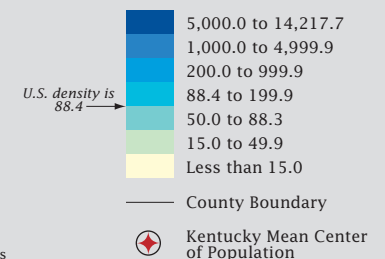 5,000.0 to 14,217.7
1,000.0 to 4,999.9
200.0 to 999.9
U.S. density is
88.4
88.4 to 199.9
50.0 to 88.3
15.0 to 49.9
Less than 15.0
County Boundary
Kentucky Mean Center
of Population
s